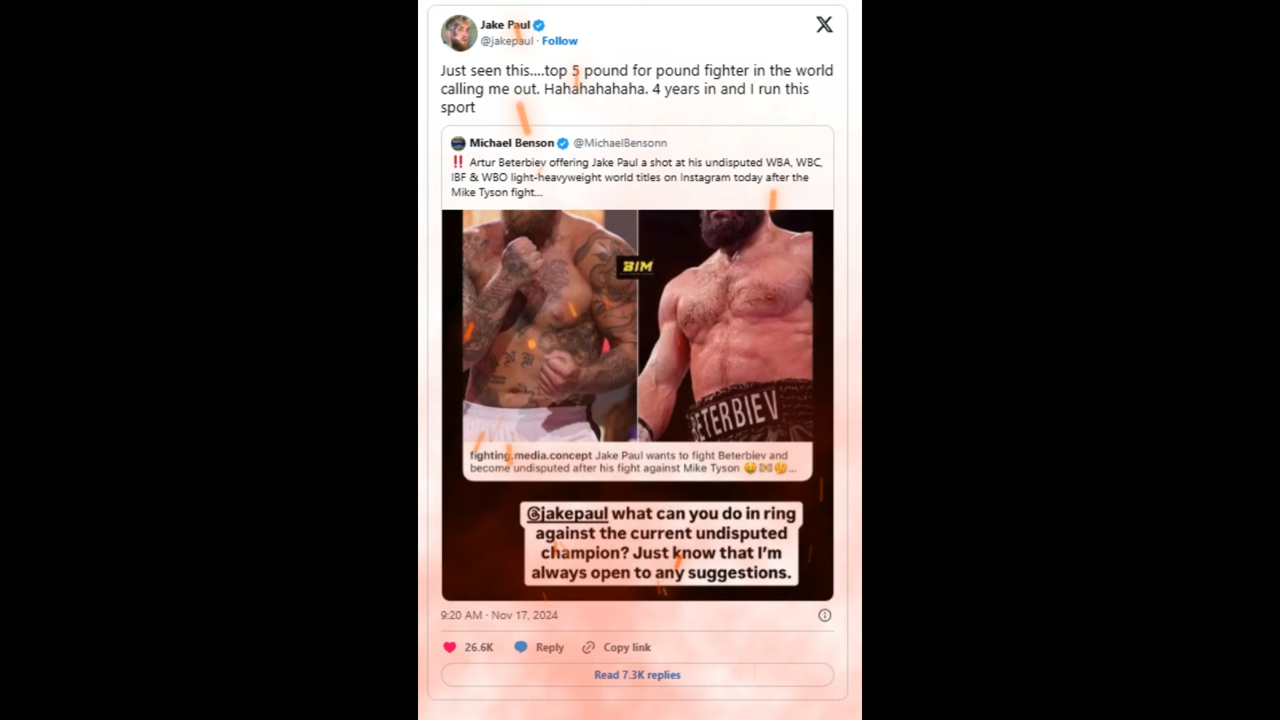 Jake Paul
@jakepaul · Follow
Just seen this....top 5 pound for pound fighter in the world
calling me out. Hahahahahaha. 4 years in and I run this
sport
Michael Benson @MichaelBensonn
‼️ Artur Beterbiev offering Jake Paul a shot at his undisputed WBA, WBC,
IBF & WBO light-heavyweight world titles on Instagram today after the
Mike Tyson fight...
BIM
BETERBIEV
fighting.media.concept Jake Paul wants to fight Beterbiev and
become undisputed after his fight against Mike Tyson ...
@jakepaul what can you do in ring
against the current undisputed
champion? Just know that I'm
always open to any suggestions.
9:20 AM · Nov 17, 2024
26.6K Reply Copy link
Read 7.3K replies